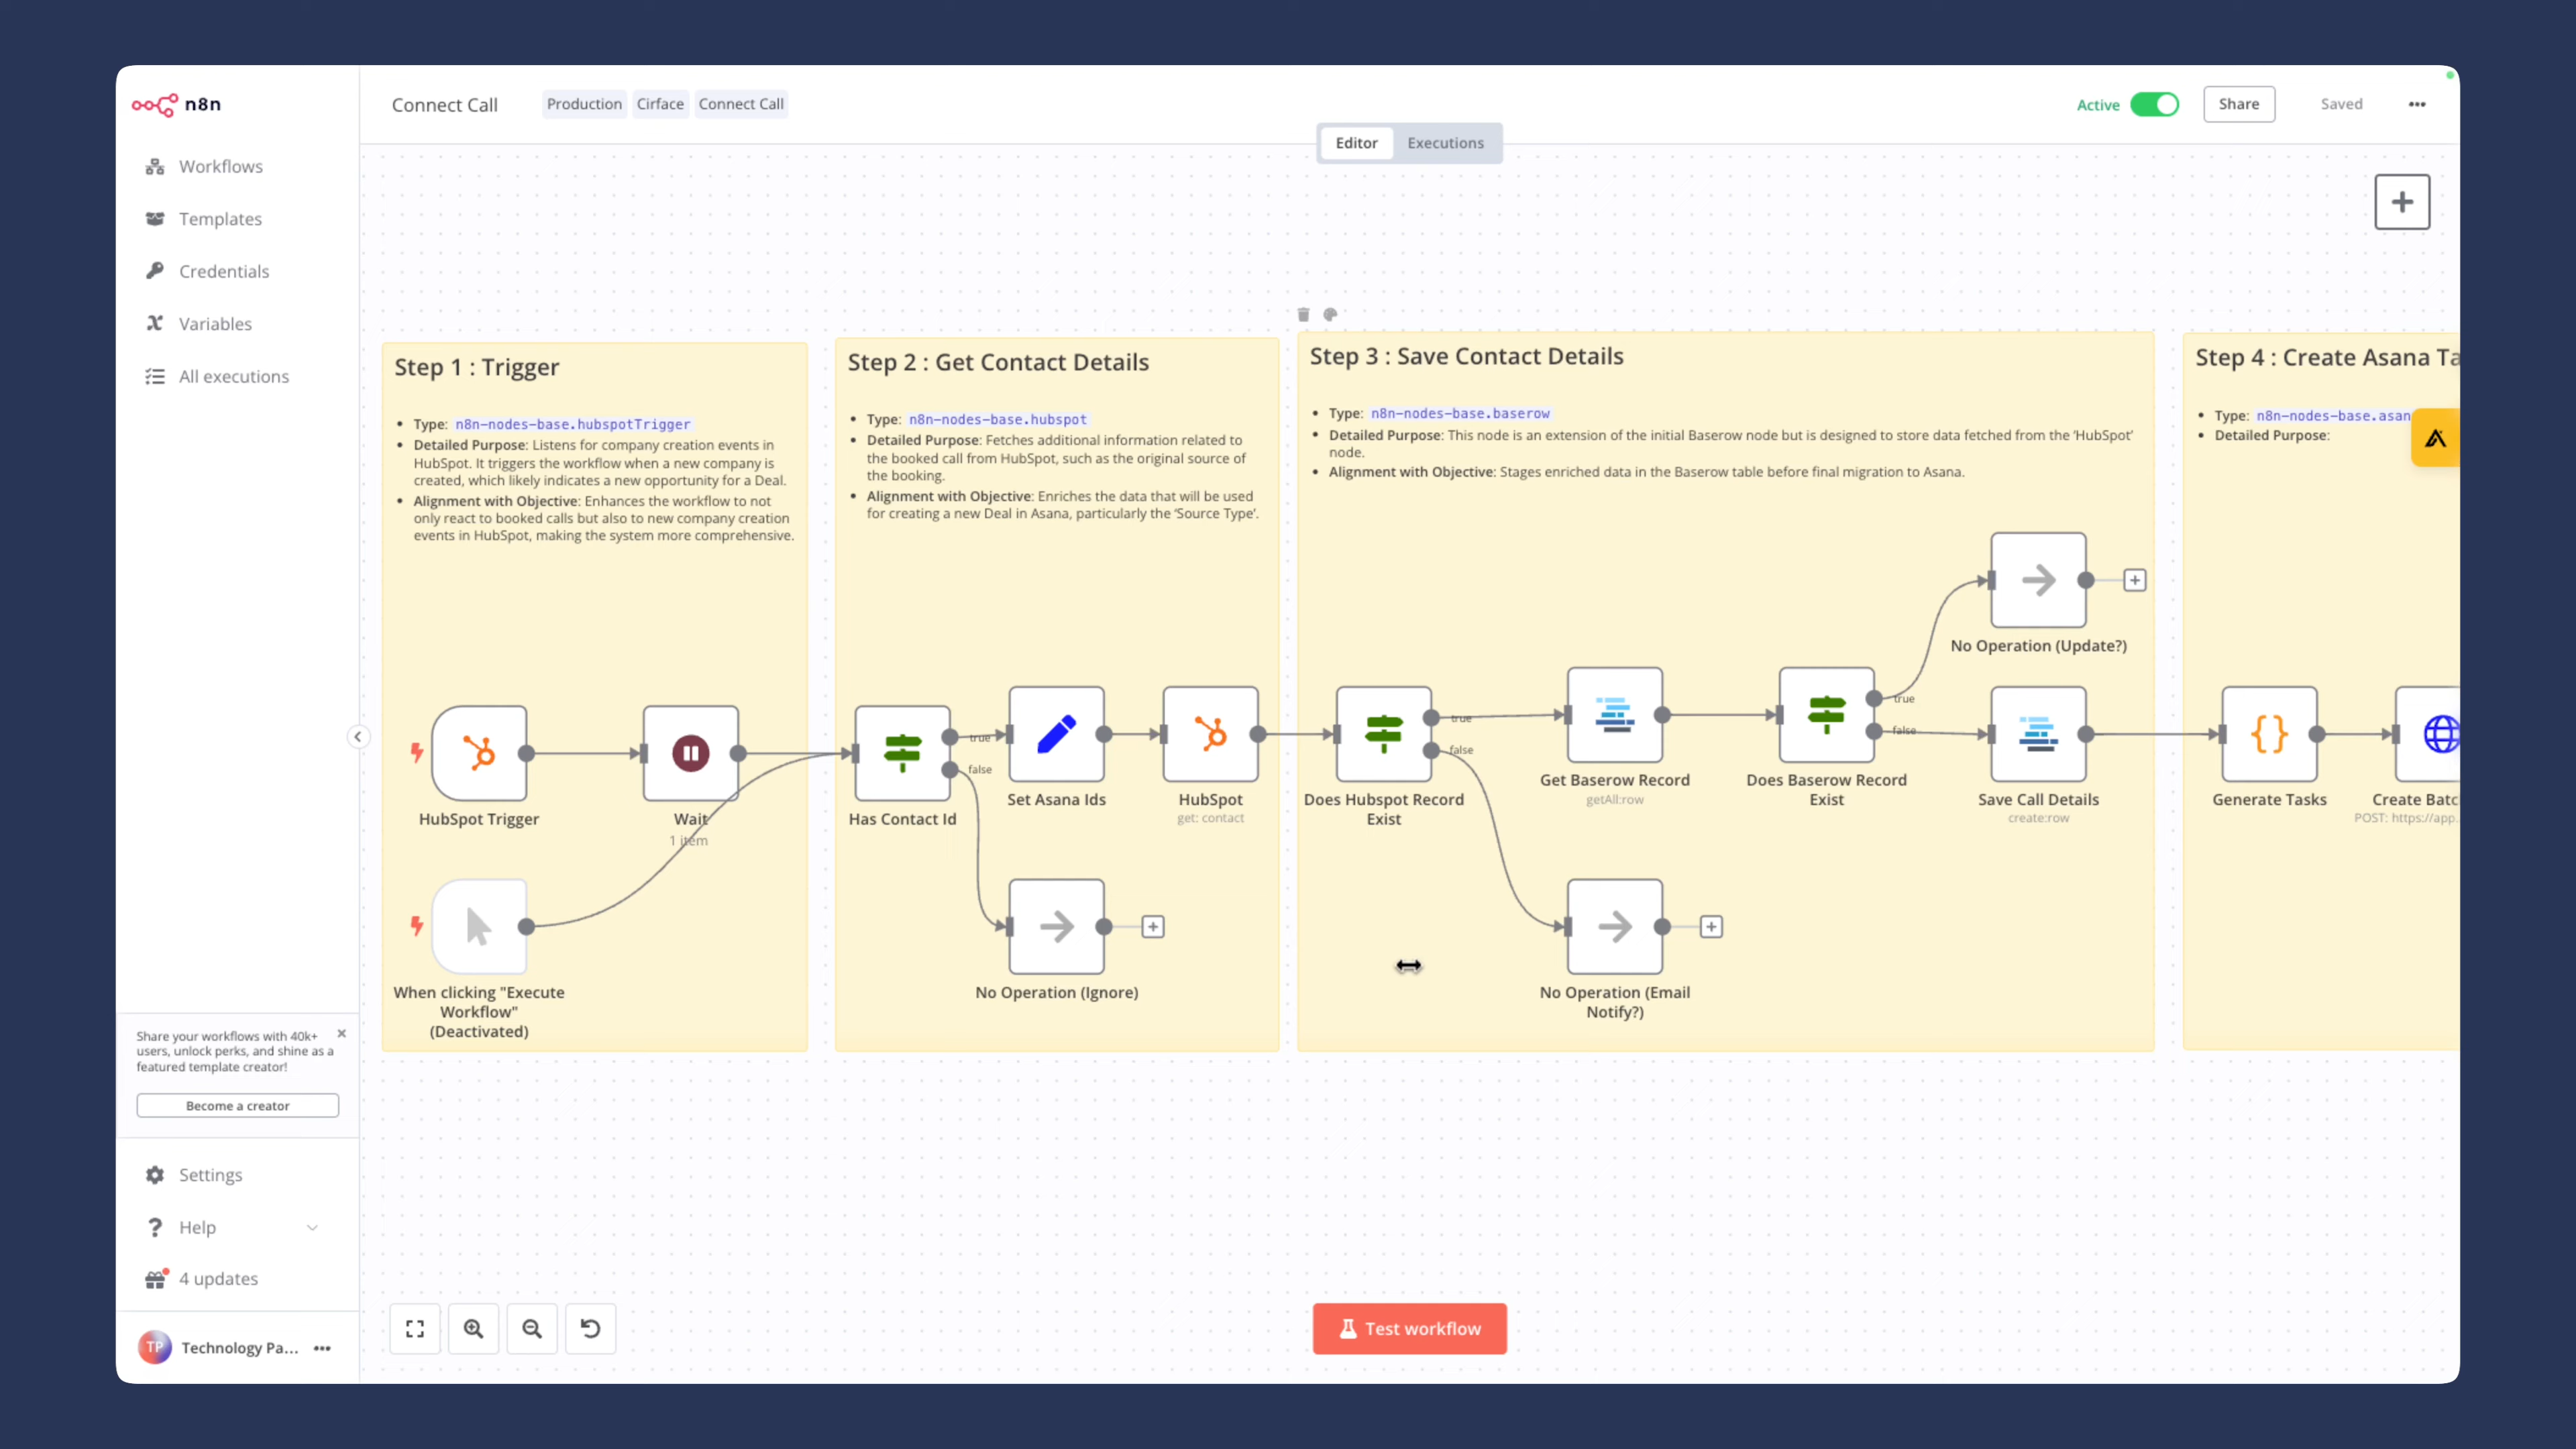 n8n
Workflows
Templates
Credentials
Variables
All executions
Share your workflows with 40k+
users, unlock perks, and shine as a
featured template creator!
Become a creator
Settings
Help
4 updates
TP
Technology Pa...
Connect Call
Production
Cirface
Connect Call
Active
Share
Saved
Editor
Executions
Step 1 : Trigger
Type: n8n-nodes-base.hubspotTrigger
Detailed Purpose: Listens for company creation events in
HubSpot. It triggers the workflow when a new company is
created, which likely indicates a new opportunity for a Deal.
Alignment with Objective: Enhances the workflow to not
only react to booked calls but also to new company creation
events in HubSpot, making the system more comprehensive.
HubSpot Trigger
Wait
1 item
When clicking "Execute
Workflow"
(Deactivated)
Step 2 : Get Contact Details
Type: n8n-nodes-base.hubspot
Detailed Purpose: Fetches additional information related to
the booked call from HubSpot, such as the original source of
the booking.
Alignment with Objective: Enriches the data that will be used
for creating a new Deal in Asana, particularly the ‘Source Type’.
Has Contact Id
true
false
Set Asana Ids
HubSpot
get: contact
No Operation (Ignore)
Step 3 : Save Contact Details
Type: n8n-nodes-base.baserow
Detailed Purpose: This node is an extension of the initial Baserow node but is designed to store data fetched from the ‘HubSpot’
node.
Alignment with Objective: Stages enriched data in the Baserow table before final migration to Asana.
Does Hubspot Record
Exist
true
false
Get Baserow Record
getAll:row
Does Baserow Record
Exist
true
false
No Operation (Update?)
Save Call Details
create:row
No Operation (Email
Notify?)
Step 4 : Create Asana Ta
Type: n8n-nodes-base.asan
Detailed Purpose:
Generate Tasks
Create Batc
POST: https://app..
Test workflow